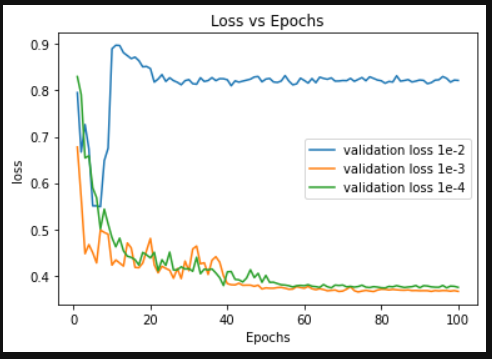 Loss vs Epochs
0.9
0.8
0.7
0.6
0.5
0.4
loss
validation loss 1e-2
validation loss 1e-3
validation loss 1e-4
0 20 40 60 80 100
Epochs